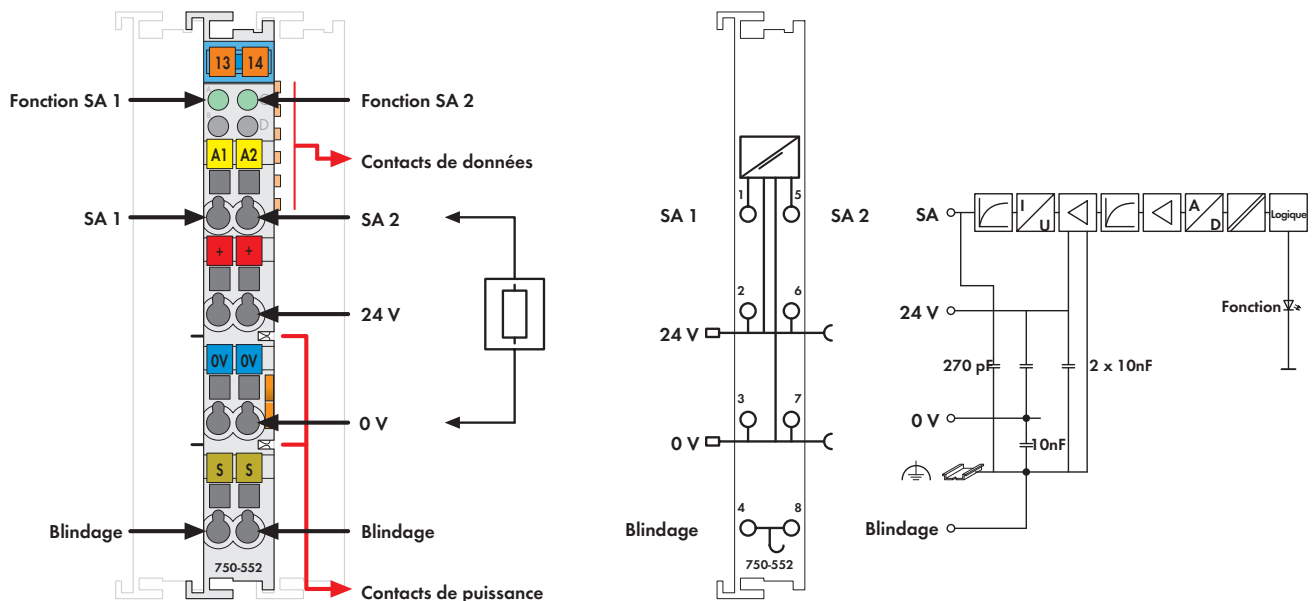 13 14
Fonction SA 1
Fonction SA 2
A C
B D
Contacts de données
A1 A2
SA 1
SA 2
+ +
24 V
0V 0V
0 V
S S
Blindage
Blindage
750-552
Contacts de puissance
1 5
SA 1
SA 2
2 6
24 V
3 7
0 V
4 8
Blindage
750-552
SA
I
U
A
D
Logique
24 V
Fonction
270 pF
2 x 10nF
0 V
10nF
Blindage